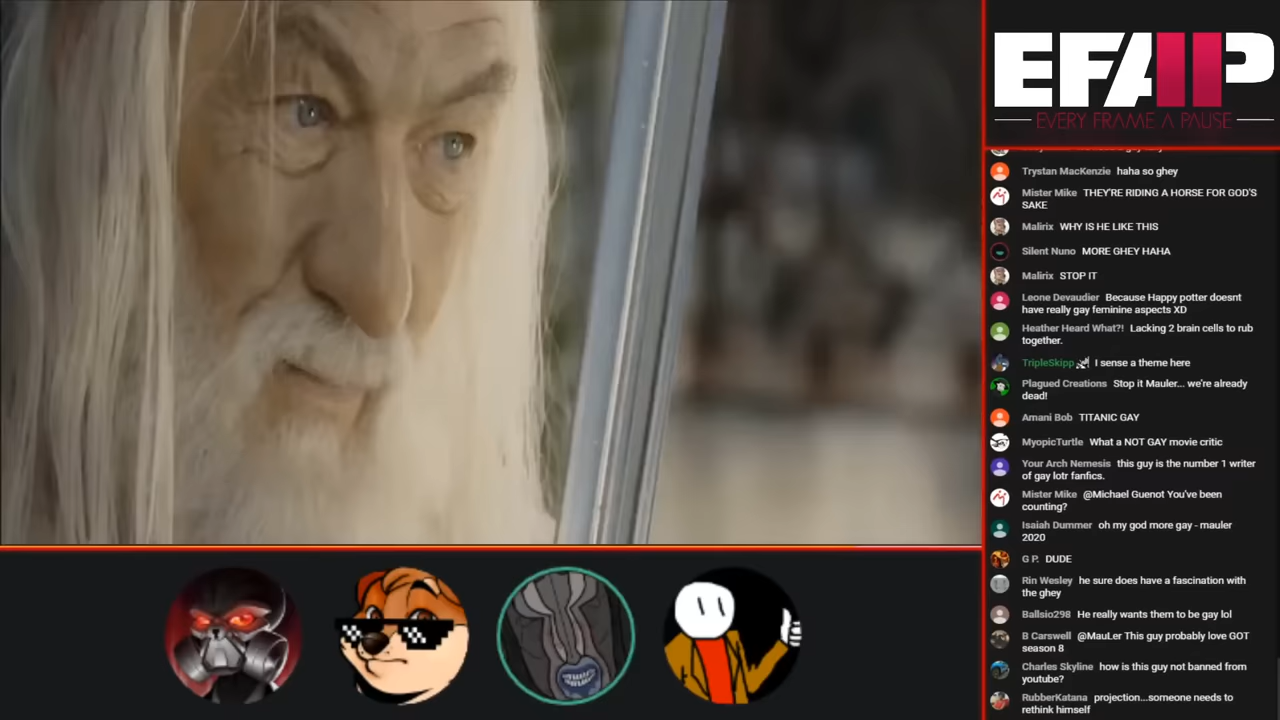 EFAP
EVERY FRAME A PAUSE
Trystan MacKenzie haha so ghey
Mister Mike THEY'RE RIDING A HORSE FOR GOD'S
SAKE
Malirix WHY IS HE LIKE THIS
Silent Nuno MORE GHEY HAHA
Malirix STOP IT
Leone Devaudier Because Happy potter doesnt
have really gay feminine aspects XD
Heather Heard What?! Lacking 2 brain cells to rub
together.
TripleSkipp I sense a theme here
Plagued Creations Stop it Mauler... we're already
dead!
Amani Bob TITANIC GAY
MyopicTurtle What a NOT GAY movie critic
Your Arch Nemesis this guy is the number 1 writer
of gay lotr fanfics.
Mister Mike @Michael Guenot You've been
counting?
Isaiah Dummer oh my god more gay - mauler
2020
G P. DUDE
Rin Wesley he sure does have a fascination with
the ghey
Ballsio298 He really wants them to be gay lol
B Carswell @MauLer This guy probably love GOT
season 8
Charles Skyline how is this guy not banned from
youtube?
RubberKatana projection...someone needs to
rethink himself